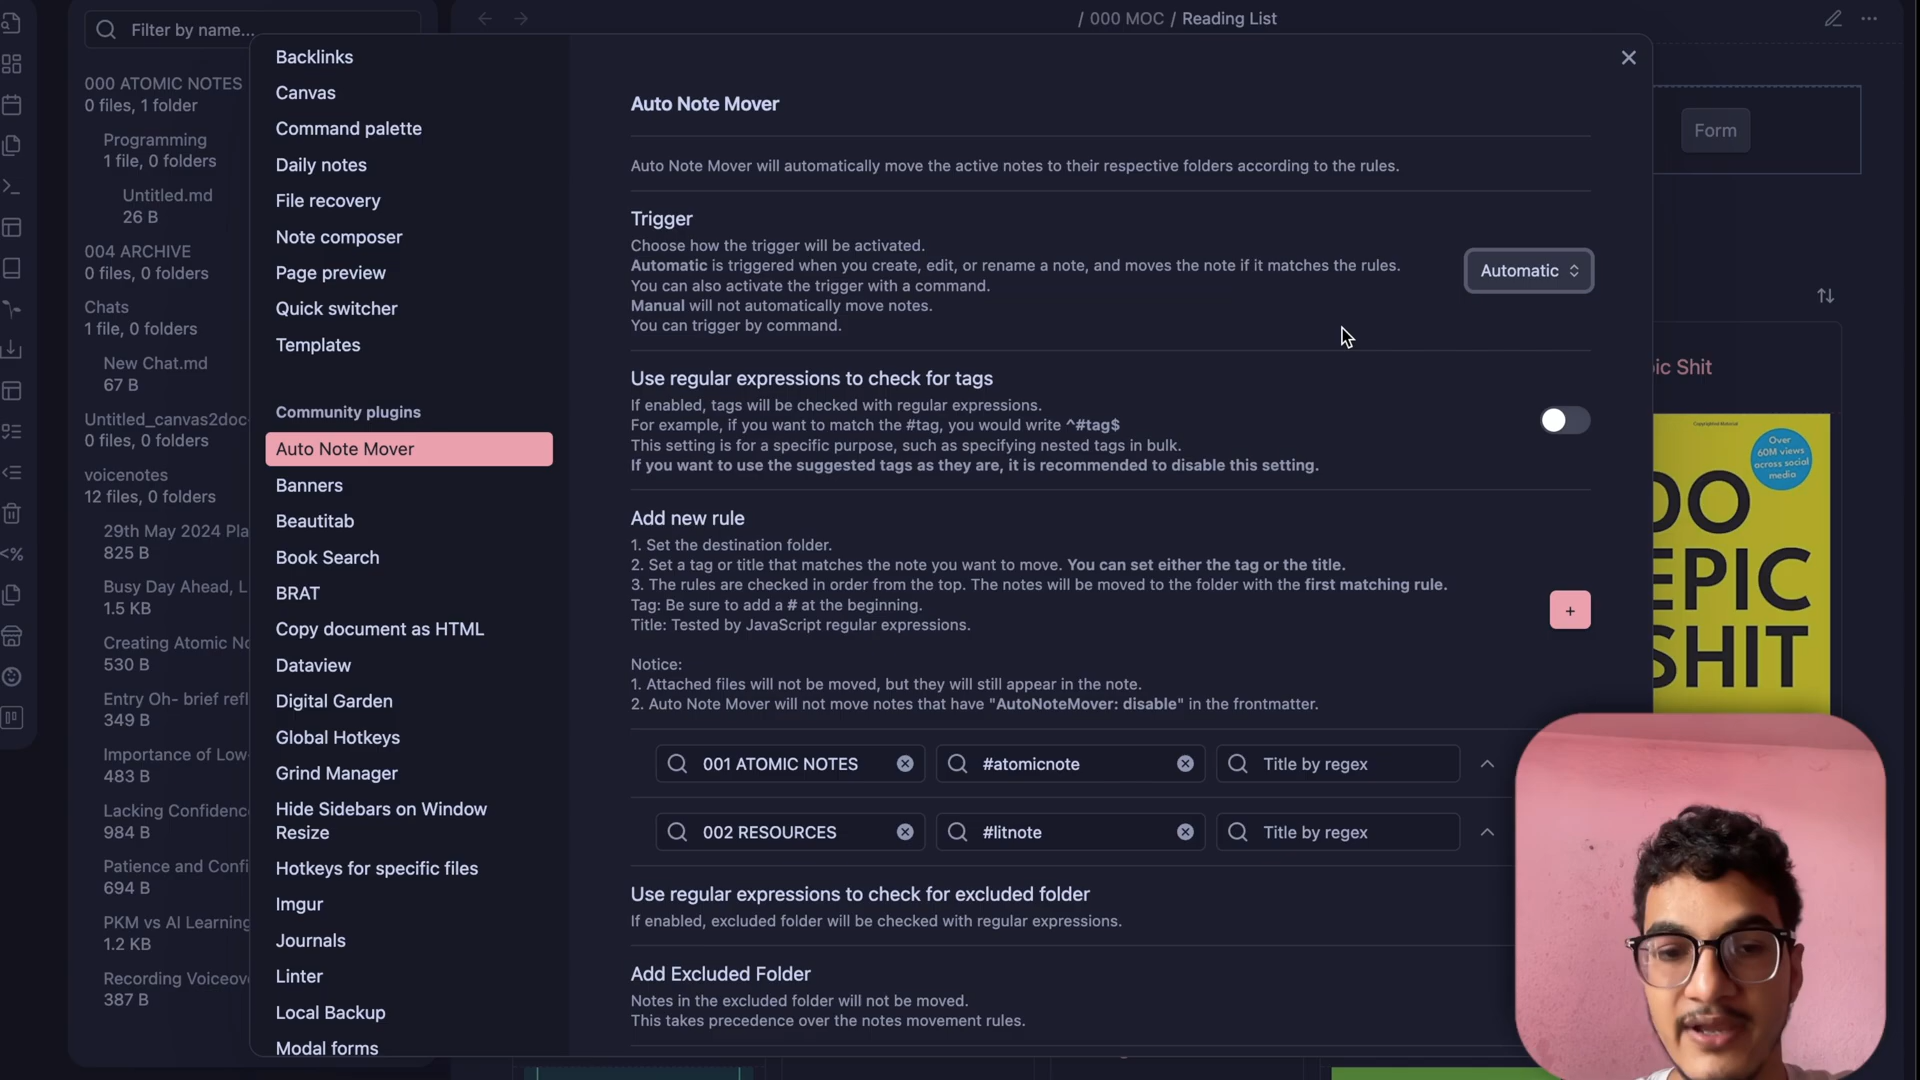 Filter by name...
/ 000 MOC / Reading List
000 ATOMIC NOTES
0 files, 1 folder
Programming
1 file, 0 folders
Untitled.md
26 B
004 ARCHIVE
0 files, 0 folders
Chats
1 file, 0 folders
New Chat.md
67 B
Untitled_canvas2doc-
0 files, 0 folders
voicenotes
12 files, 0 folders
29th May 2024 Pla
825 B
Busy Day Ahead, L
1.5 KB
Creating Atomic No
530 B
Entry Oh- brief refl
349 B
Importance of Low-
483 B
Lacking Confidence
984 B
Patience and Confi
694 B
PKM vs AI Learning
1.2 KB
Recording Voiceov
387 B
Backlinks
Canvas
Command palette
Daily notes
File recovery
Note composer
Page preview
Quick switcher
Templates
Community plugins
Auto Note Mover
Banners
Beautitab
Book Search
BRAT
Copy document as HTML
Dataview
Digital Garden
Global Hotkeys
Grind Manager
Hide Sidebars on Window
Resize
Hotkeys for specific files
Imgur
Journals
Linter
Local Backup
Modal forms
Auto Note Mover
Auto Note Mover will automatically move the active notes to their respective folders according to the rules.
Trigger
Choose how the trigger will be activated.
Automatic is triggered when you create, edit, or rename a note, and moves the note if it matches the rules.
You can also activate the trigger with a command.
Manual will not automatically move notes.
You can trigger by command.
Automatic
Use regular expressions to check for tags
If enabled, tags will be checked with regular expressions.
For example, if you want to match the #tag, you would write ^#tag$
This setting is for a specific purpose, such as specifying nested tags in bulk.
If you want to use the suggested tags as they are, it is recommended to disable this setting.
Add new rule
1. Set the destination folder.
2. Set a tag or title that matches the note you want to move. You can set either the tag or the title.
3. The rules are checked in order from the top. The notes will be moved to the folder with the first matching rule.
Tag: Be sure to add a # at the beginning.
Title: Tested by JavaScript regular expressions.
+
Notice:
1. Attached files will not be moved, but they will still appear in the note.
2. Auto Note Mover will not move notes that have "AutoNoteMover: disable" in the frontmatter.
001 ATOMIC NOTES #atomicnote Title by regex
002 RESOURCES #litnote Title by regex
Use regular expressions to check for excluded folder
If enabled, excluded folder will be checked with regular expressions.
Add Excluded Folder
Notes in the excluded folder will not be moved.
This takes precedence over the notes movement rules.
Form
ic Shit
Over
60M views
across social
media
DO
EPIC
SHIT